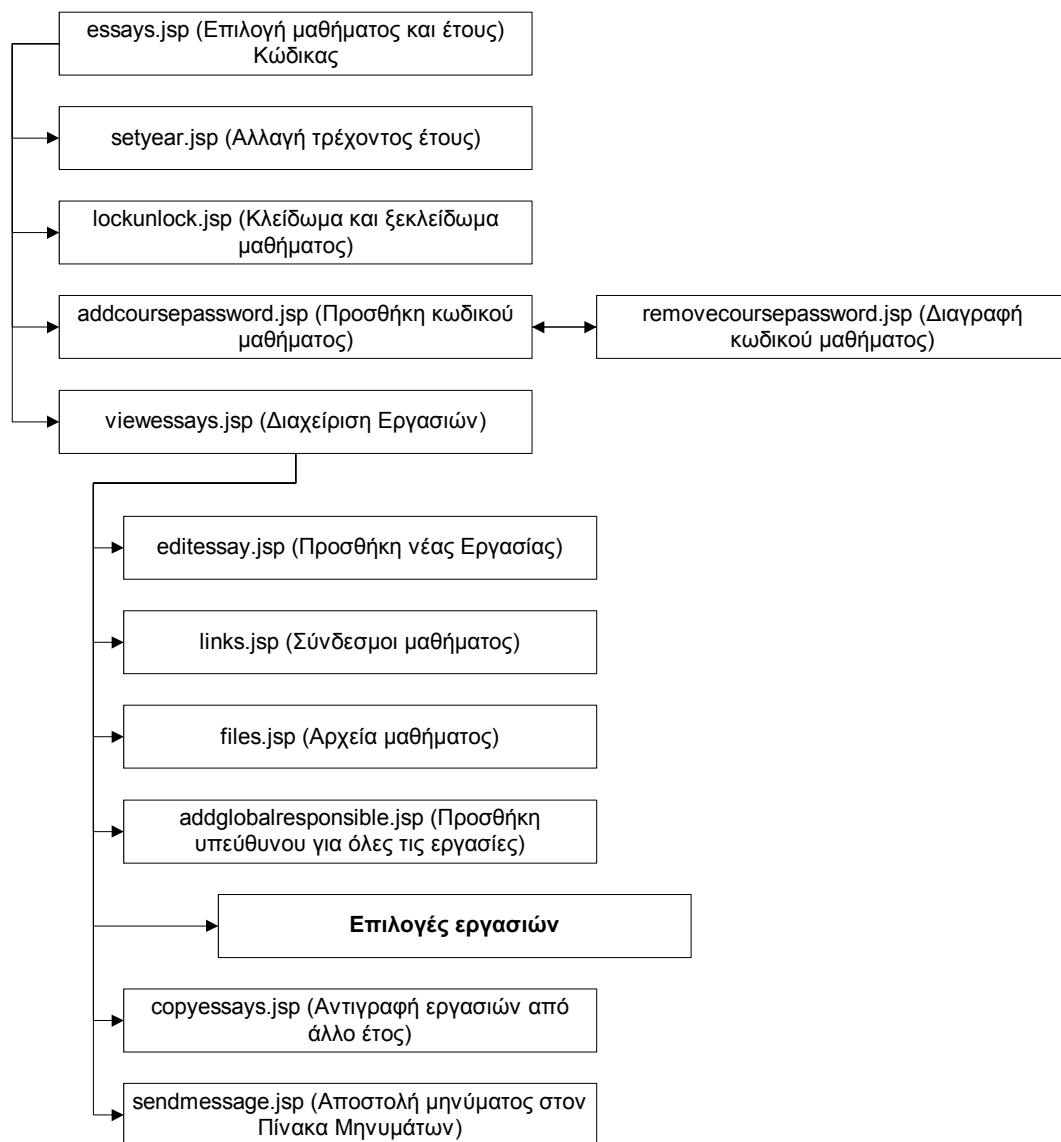 essays.jsp (Επιλογή μαθήματος και έτους)
Κώδικας
setyear.jsp (Αλλαγή τρέχοντος έτους)
lockunlock.jsp (Κλείδωμα και ξεκλείδωμα
μαθήματος)
addcoursepassword.jsp (Προσθήκη κωδικού
μαθήματος)
removecoursepassword.jsp (Διαγραφή
κωδικού μαθήματος)
viewessays.jsp (Διαχείριση Εργασιών)
editessay.jsp (Προσθήκη νέας Εργασίας)
links.jsp (Σύνδεσμοι μαθήματος)
files.jsp (Αρχεία μαθήματος)
addglobalresponsible.jsp (Προσθήκη
υπεύθυνου για όλες τις εργασίες)
Επιλογές εργασιών
copyessays.jsp (Αντιγραφή εργασιών από
άλλο έτος)
sendmessage.jsp (Αποστολή μηνύματος στον
Πίνακα Μηνυμάτων)